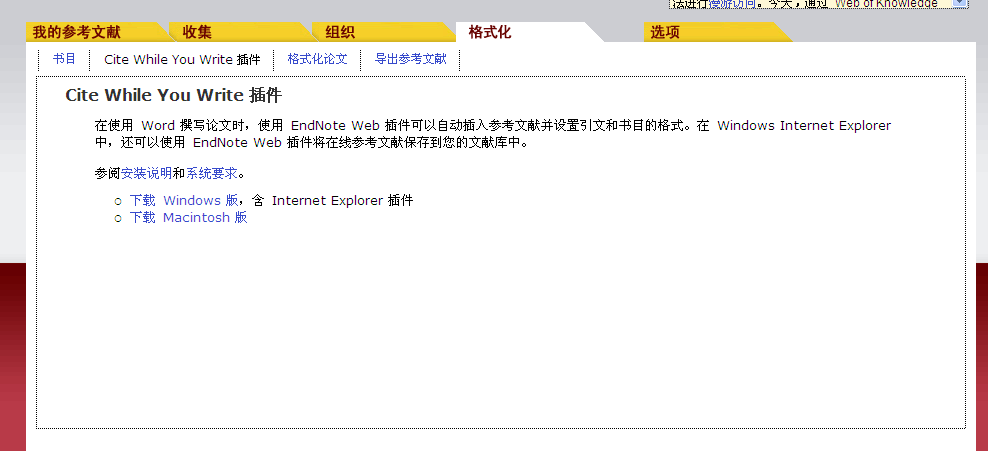 法进行漫游访问。今天，通过 Web of Knowledge
我的参考文献 收集 组织 格式化 选项
书目 Cite While You Write 插件 格式化论文 导出参考文献
Cite While You Write 插件
在使用 Word 撰写论文时，使用 EndNote Web 插件可以自动插入参考文献并设置引文和书目的格式。在 Windows Internet Explorer
中，还可以使用 EndNote Web 插件将在线参考文献保存到您的文献库中。
参阅安装说明和系统要求。
下载 Windows 版，含 Internet Explorer 插件
下载 Macintosh 版